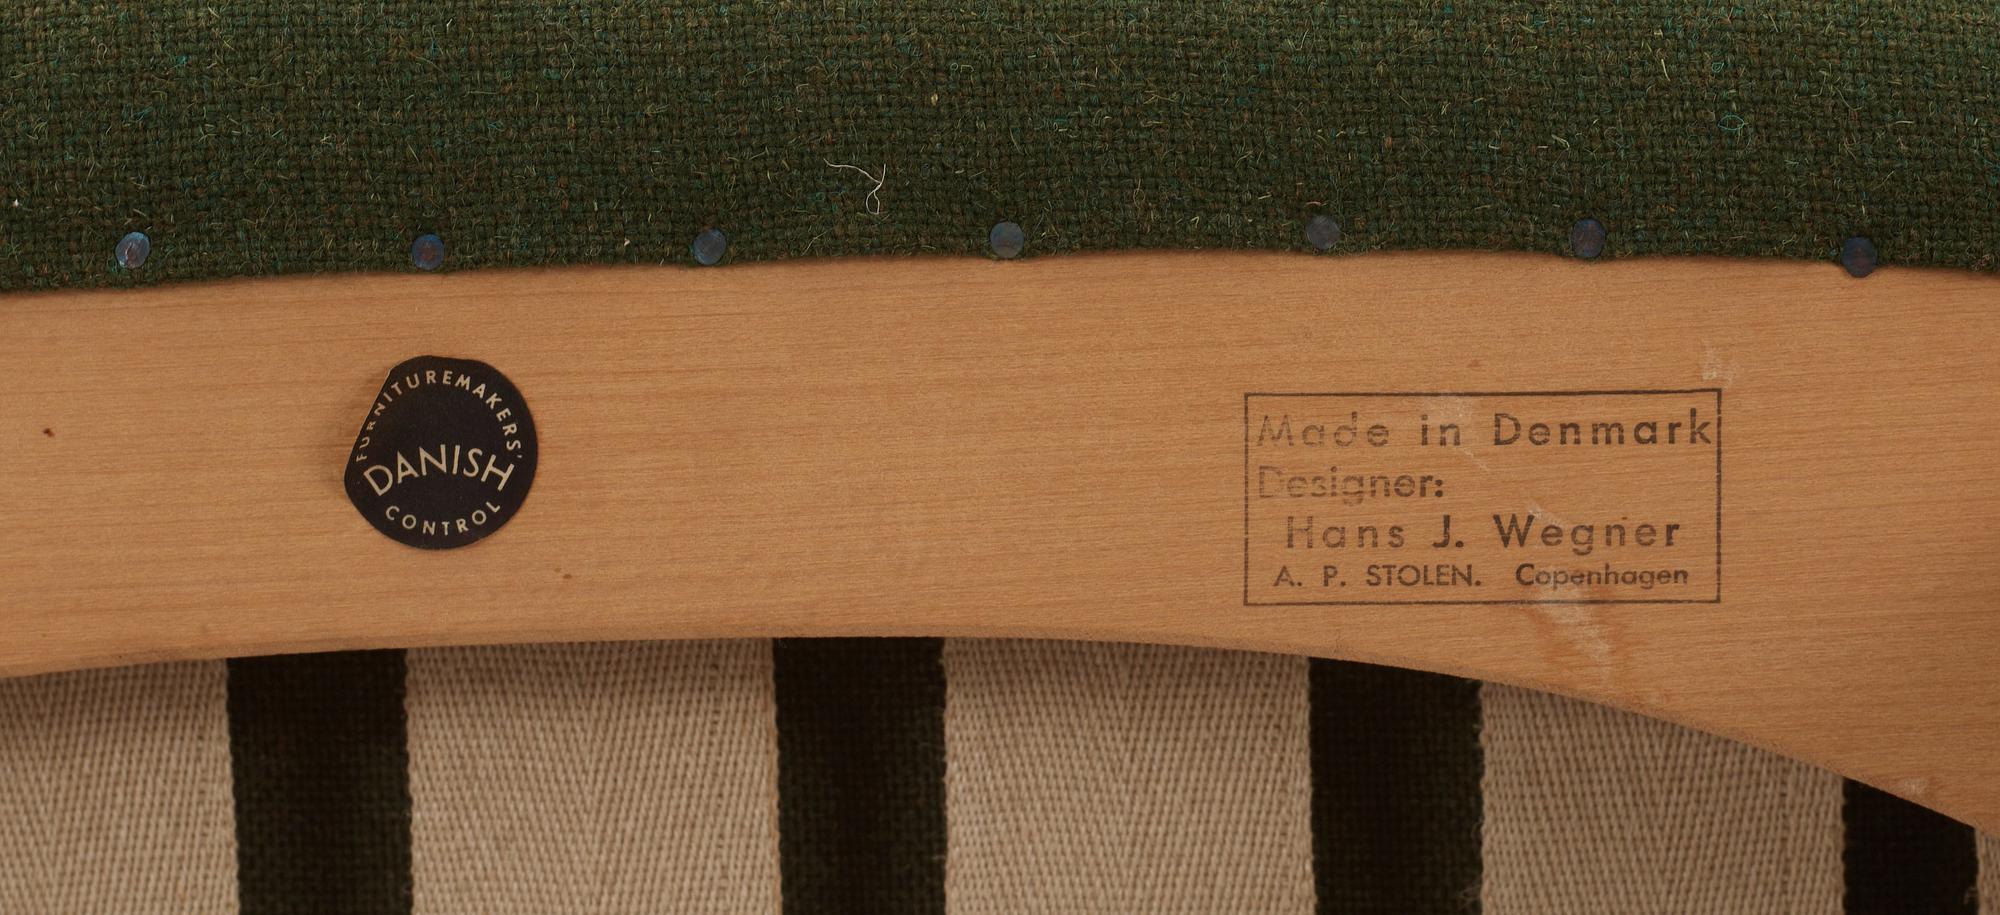 FURNITUREMAKERS'
DANISH
CONTROL
Made in Denmark
Designer:
Hans J. Wegner
A. P. STOLEN. Copenhagen